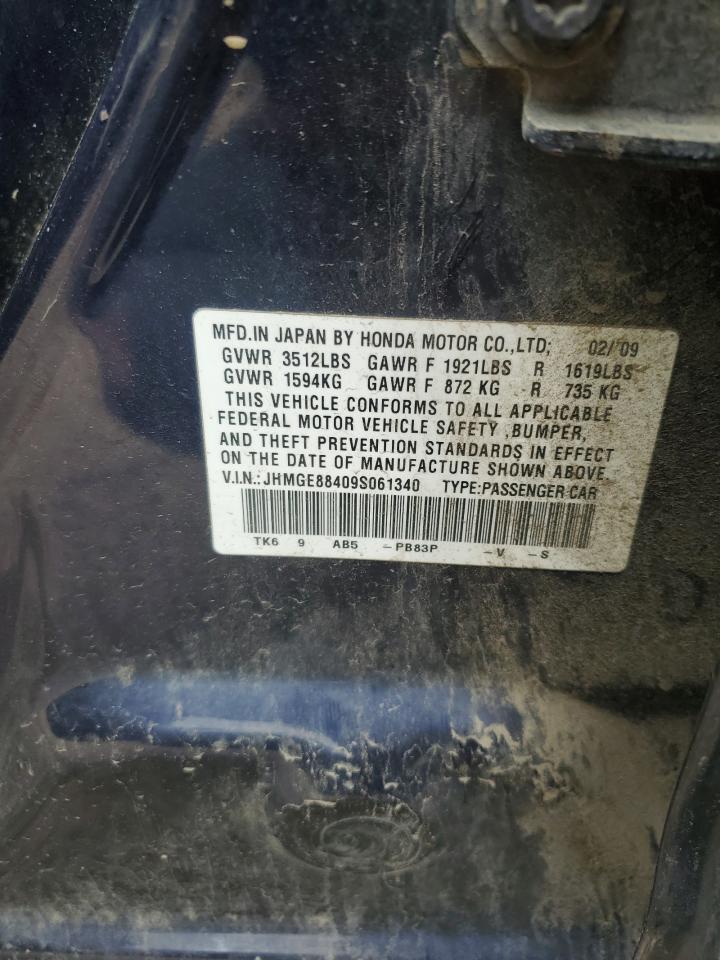 MFD.IN JAPAN BY HONDA MOTOR CO.,LTD; 02/'09
GVWR 3512LBS GAWR F 1921LBS R 1619LBS
GVWR 1594KG GAWR F 872 KG R 735 KG
THIS VEHICLE CONFORMS TO ALL APPLICABLE
FEDERAL MOTOR VEHICLE SAFETY ,BUMPER,
AND THEFT PREVENTION STANDARDS IN EFFECT
ON THE DATE OF MANUFACTURE SHOWN ABOVE.
V.I.N.: JHMGE88409S061340 TYPE:PASSENGER CAR
TK6 9 AB5 -PB83P -V -S